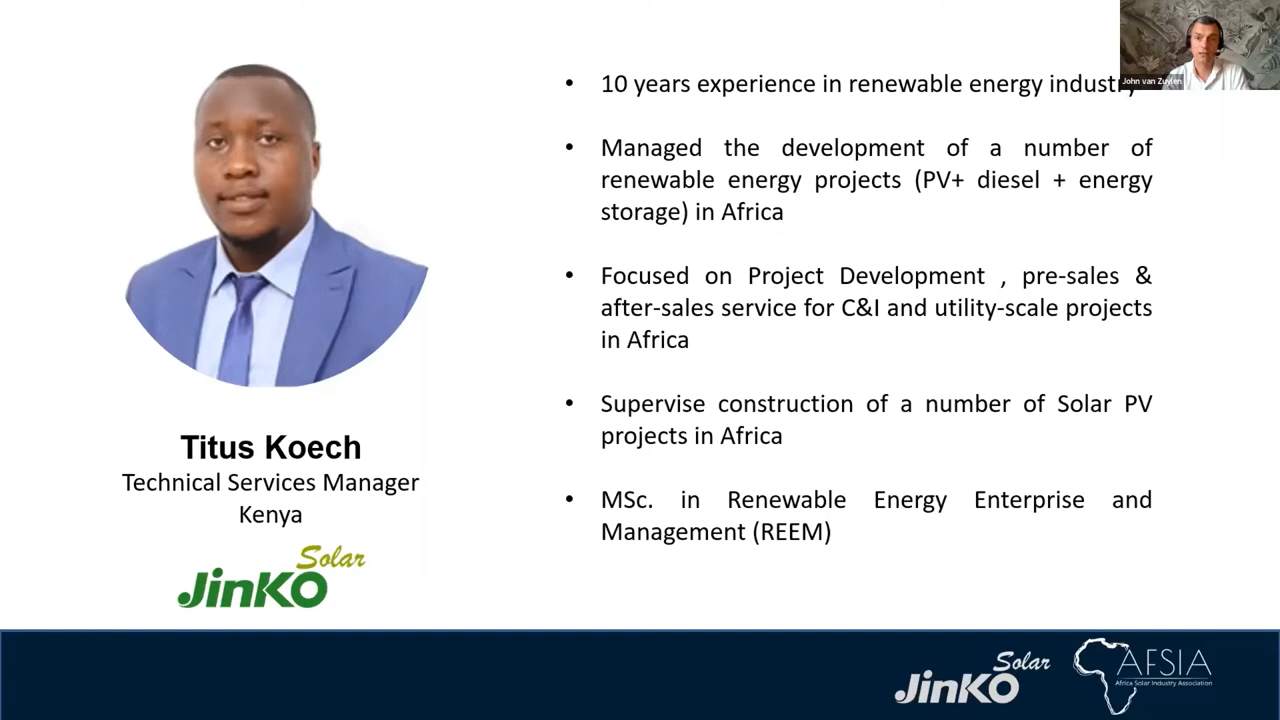 John van Zuylen
• 10 years experience in renewable energy industry
• Managed the development of a number of
renewable energy projects (PV+ diesel + energy
storage) in Africa
• Focused on Project Development , pre-sales &
after-sales service for C&I and utility-scale projects
in Africa
• Supervise construction of a number of Solar PV
projects in Africa
• MSc. in Renewable Energy Enterprise and
Management (REEM)
Titus Koech
Technical Services Manager
Kenya
Solar
JinKO
Solar
JinKO
AFSIA
Africa Solar Industry Association